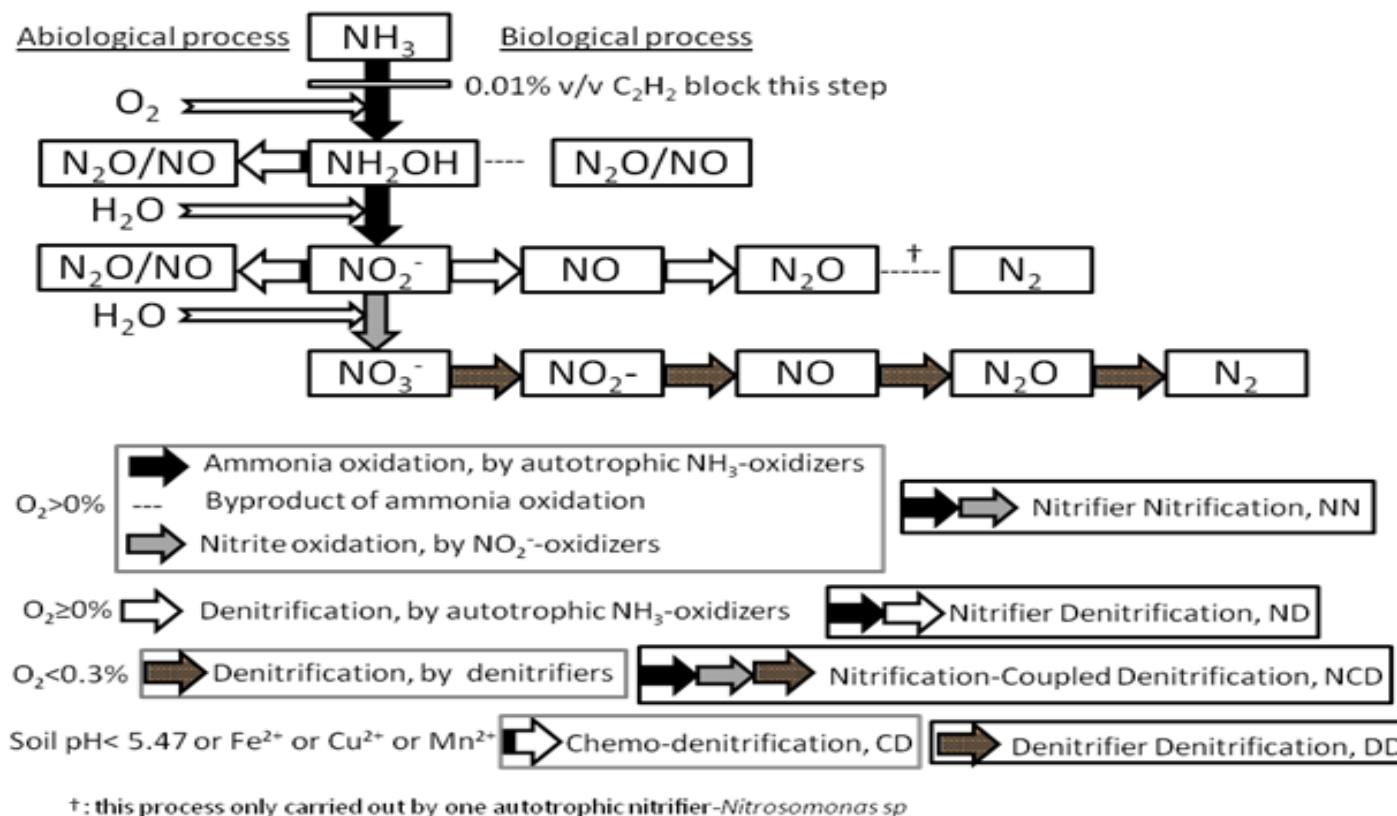 Abiological process NH₃ Biological process
0.01% v/v C₂H₂ block this step
O₂
N₂O/NO NH₂OH ---- N₂O/NO
H₂O
†
N₂O/NO NO₂⁻ NO N₂O ------ N₂
H₂O
NO₃⁻ NO₂- NO N₂O N₂
Ammonia oxidation, by autotrophic NH₃-oxidizers
O₂>0% --- Byproduct of ammonia oxidation Nitrifier Nitrification, NN
Nitrite oxidation, by NO₂⁻-oxidizers
O₂≥0% Denitrification, by autotrophic NH₃-oxidizers Nitrifier Denitrification, ND
O₂<0.3% Denitrification, by denitrifiers Nitrification-Coupled Denitrification, NCD
Soil pH< 5.47 or Fe²⁺ or Cu²⁺ or Mn²⁺ Chemo-denitrification, CD Denitrifier Denitrification, DD
†: this process only carried out by one autotrophic nitrifier-Nitrosomonas sp